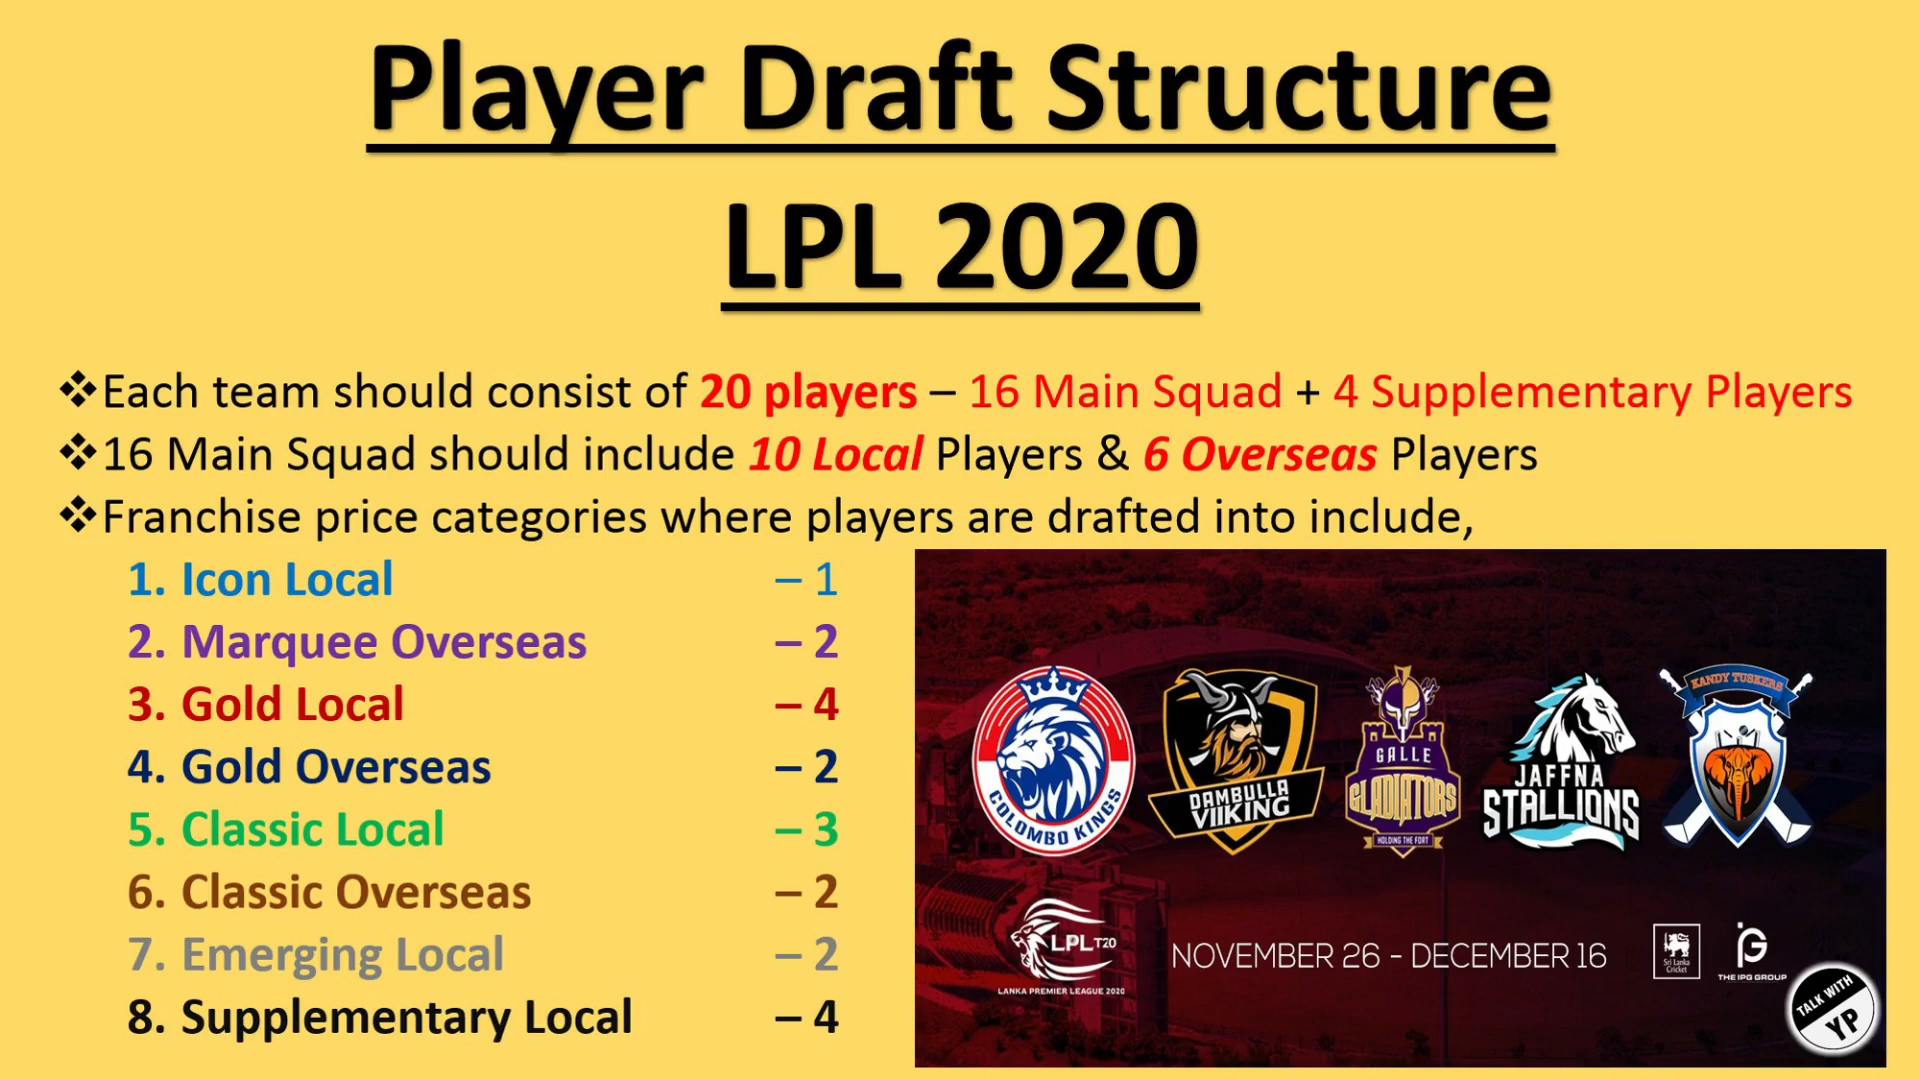 Player Draft Structure
LPL 2020
❖Each team should consist of 20 players – 16 Main Squad + 4 Supplementary Players
❖16 Main Squad should include 10 Local Players & 6 Overseas Players
❖Franchise price categories where players are drafted into include,
1. Icon Local – 1
2. Marquee Overseas – 2
3. Gold Local – 4
4. Gold Overseas – 2
5. Classic Local – 3
6. Classic Overseas – 2
7. Emerging Local – 2
8. Supplementary Local – 4
COLOMBO KINGS
DAMBULLA
VIIKING
GALLE
GLADIATORS
HOLDING THE FORT
JAFFNA
STALLIONS
KANDY TUSKERS
LPL T20
LANKA PREMIER LEAGUE 2020
NOVEMBER 26 - DECEMBER 16
Sri Lanka
Cricket
iPG
THE IPG GROUP
TALK WITH
YP